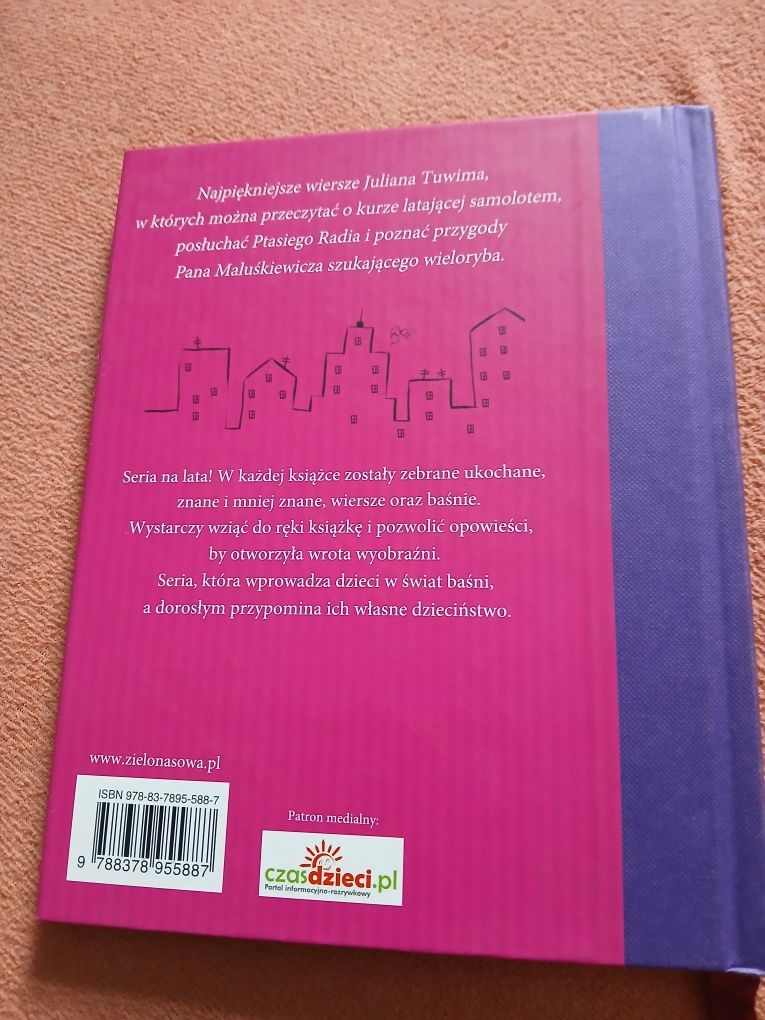 Najpiękniejsze wiersze Juliana Tuwima,
w których można przeczytać o kurze latającej samolotem,
posłuchać Ptasiego Radia i poznać przygody
Pana Maluśkiewicza szukającego wieloryba.
Seria na lata! W każdej książce zostały zebrane ukochane,
znane i mniej znane, wiersze oraz baśnie.
Wystarczy wziąć do ręki książkę i pozwolić opowieści,
by otworzyła wrota wyobraźni.
Seria, która wprowadza dzieci w świat baśni,
a dorosłym przypomina ich własne dzieciństwo.
www.zielonasowa.pl
ISBN 978-83-7895-588-7
9 788378 955887
Patron medialny:
czasdzieci.pl
Portal informacyjno-rozrywkowy